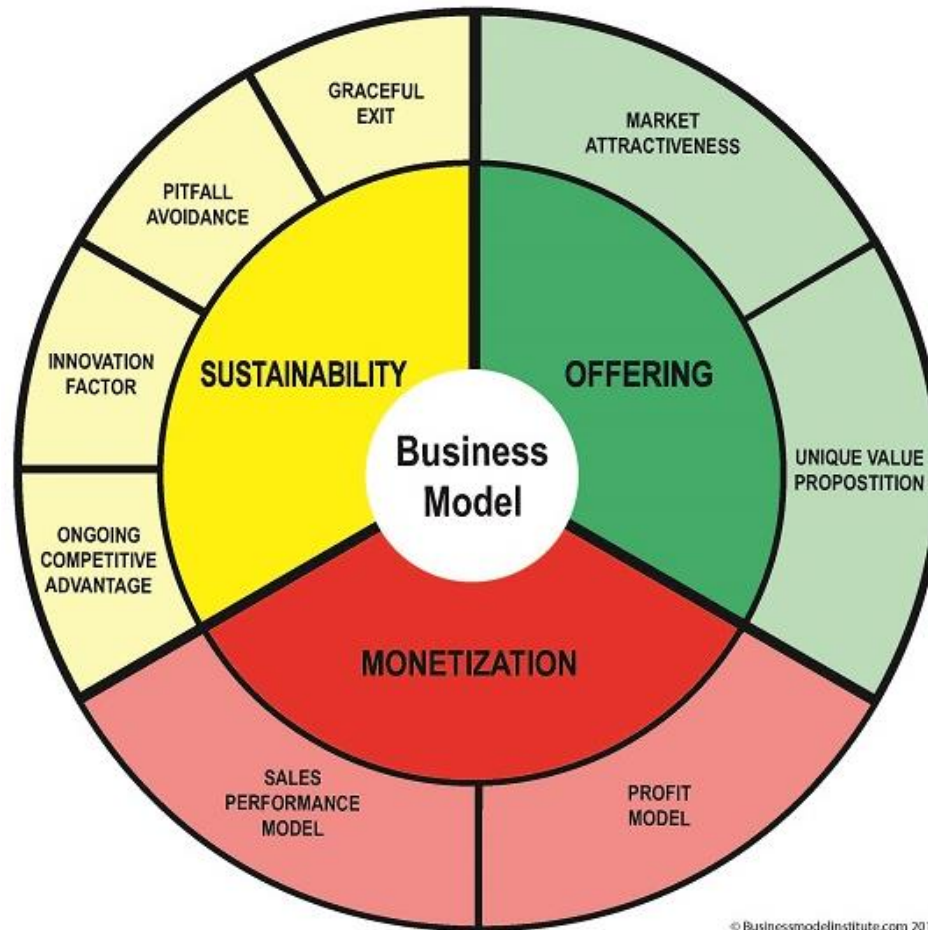 GRACEFUL
EXIT
MARKET
ATTRACTIVENESS
PITFALL
AVOIDANCE
INNOVATION
FACTOR
SUSTAINABILITY
OFFERING
Business
Model
UNIQUE VALUE
PROPOSTITION
ONGOING
COMPETITIVE
ADVANTAGE
MONETIZATION
SALES
PERFORMANCE
MODEL
PROFIT
MODEL
© Businessmodelinstitute.com